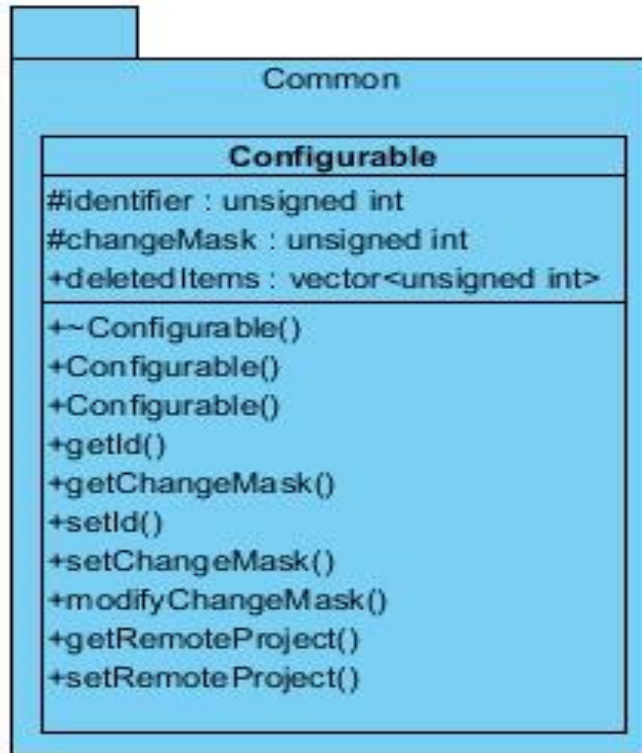 Common
Configurable
#identifier : unsigned int
#changeMask : unsigned int
+deletedItems : vector<unsigned int>
+~Configurable()
+Configurable()
+Configurable()
+getId()
+getChangeMask()
+setId()
+setChangeMask()
+modifyChangeMask()
+getRemoteProject()
+setRemoteProject()